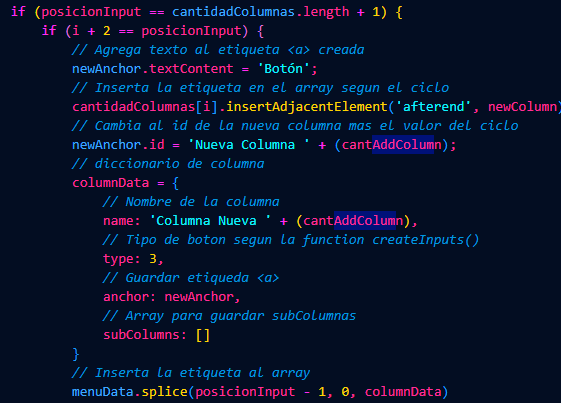 if (posicionInput == cantidadColumnas.length + 1) {
if (i + 2 == posicionInput) {
// Agrega texto al etiqueta <a> creada
newAnchor.textContent = 'Botón';
// Inserta la etiqueta en el array segun el ciclo
cantidadColumnas[i].insertAdjacentElement('afterend', newColumn)
// Cambia al id de la nueva columna mas el valor del ciclo
newAnchor.id = 'Nueva Columna ' + (cantAddColumn);
// diccionario de columna
columnData = {
// Nombre de la columna
name: 'Columna Nueva ' + (cantAddColumn),
// Tipo de boton segun la function createInputs()
type: 3,
// Guardar etiqueda <a>
anchor: newAnchor,
// Array para guardar subColumnas
subColumns: []
}
// Inserta la etiqueta al array
menuData.splice(posicionInput - 1, 0, columnData)